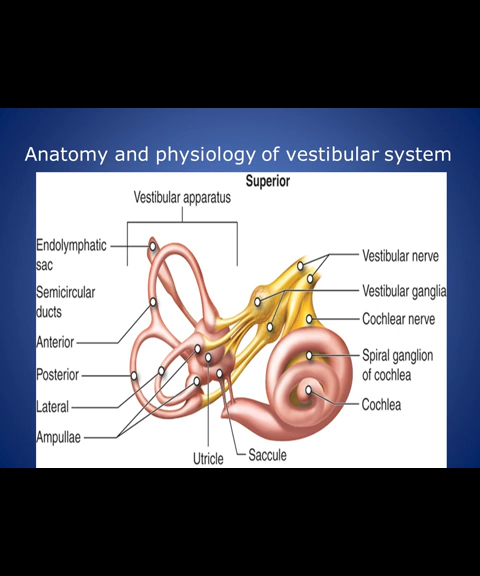 Anatomy and physiology of vestibular system
Superior
Vestibular apparatus
Endolymphatic
sac
Semicircular
ducts
Anterior
Posterior
Lateral
Ampullae
Utricle
Saccule
Vestibular nerve
Vestibular ganglia
Cochlear nerve
Spiral ganglion
of cochlea
Cochlea